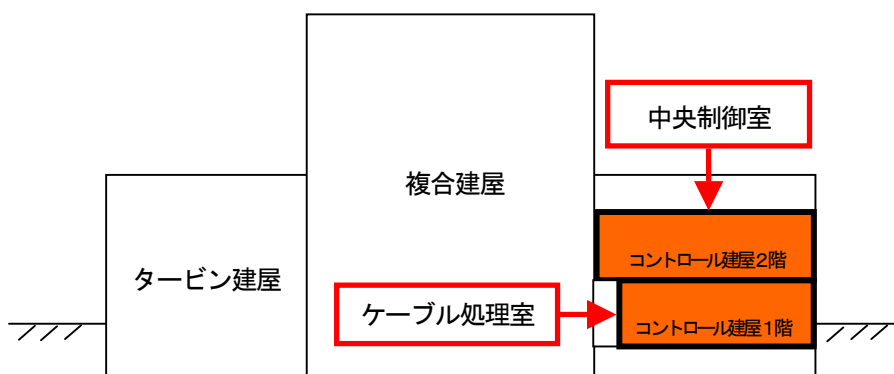 中央制御室
複合建屋
コントロール建屋2階
タービン建屋
ケーブル処理室
コントロール建屋1階